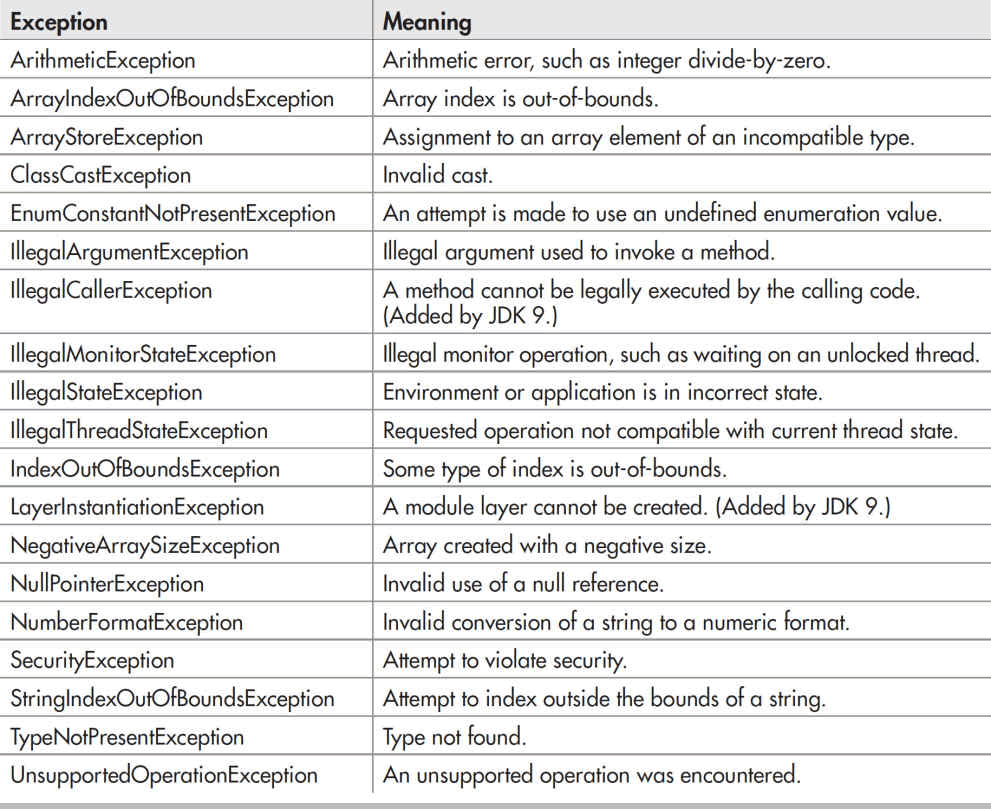 Exception Meaning
ArithmeticException Arithmetic error, such as integer divide-by-zero.
ArrayIndexOutOfBoundsException Array index is out-of-bounds.
ArrayStoreException Assignment to an array element of an incompatible type.
ClassCastException Invalid cast.
EnumConstantNotPresentException An attempt is made to use an undefined enumeration value.
IllegalArgumentException Illegal argument used to invoke a method.
IllegalCallerException A method cannot be legally executed by the calling code.
(Added by JDK 9.)
IllegalMonitorStateException Illegal monitor operation, such as waiting on an unlocked thread.
IllegalStateException Environment or application is in incorrect state.
IllegalThreadStateException Requested operation not compatible with current thread state.
IndexOutOfBoundsException Some type of index is out-of-bounds.
LayerInstantiationException A module layer cannot be created. (Added by JDK 9.)
NegativeArraySizeException Array created with a negative size.
NullPointerException Invalid use of a null reference.
NumberFormatException Invalid conversion of a string to a numeric format.
SecurityException Attempt to violate security.
StringIndexOutOfBoundsException Attempt to index outside the bounds of a string.
TypeNotPresentException Type not found.
UnsupportedOperationException An unsupported operation was encountered.